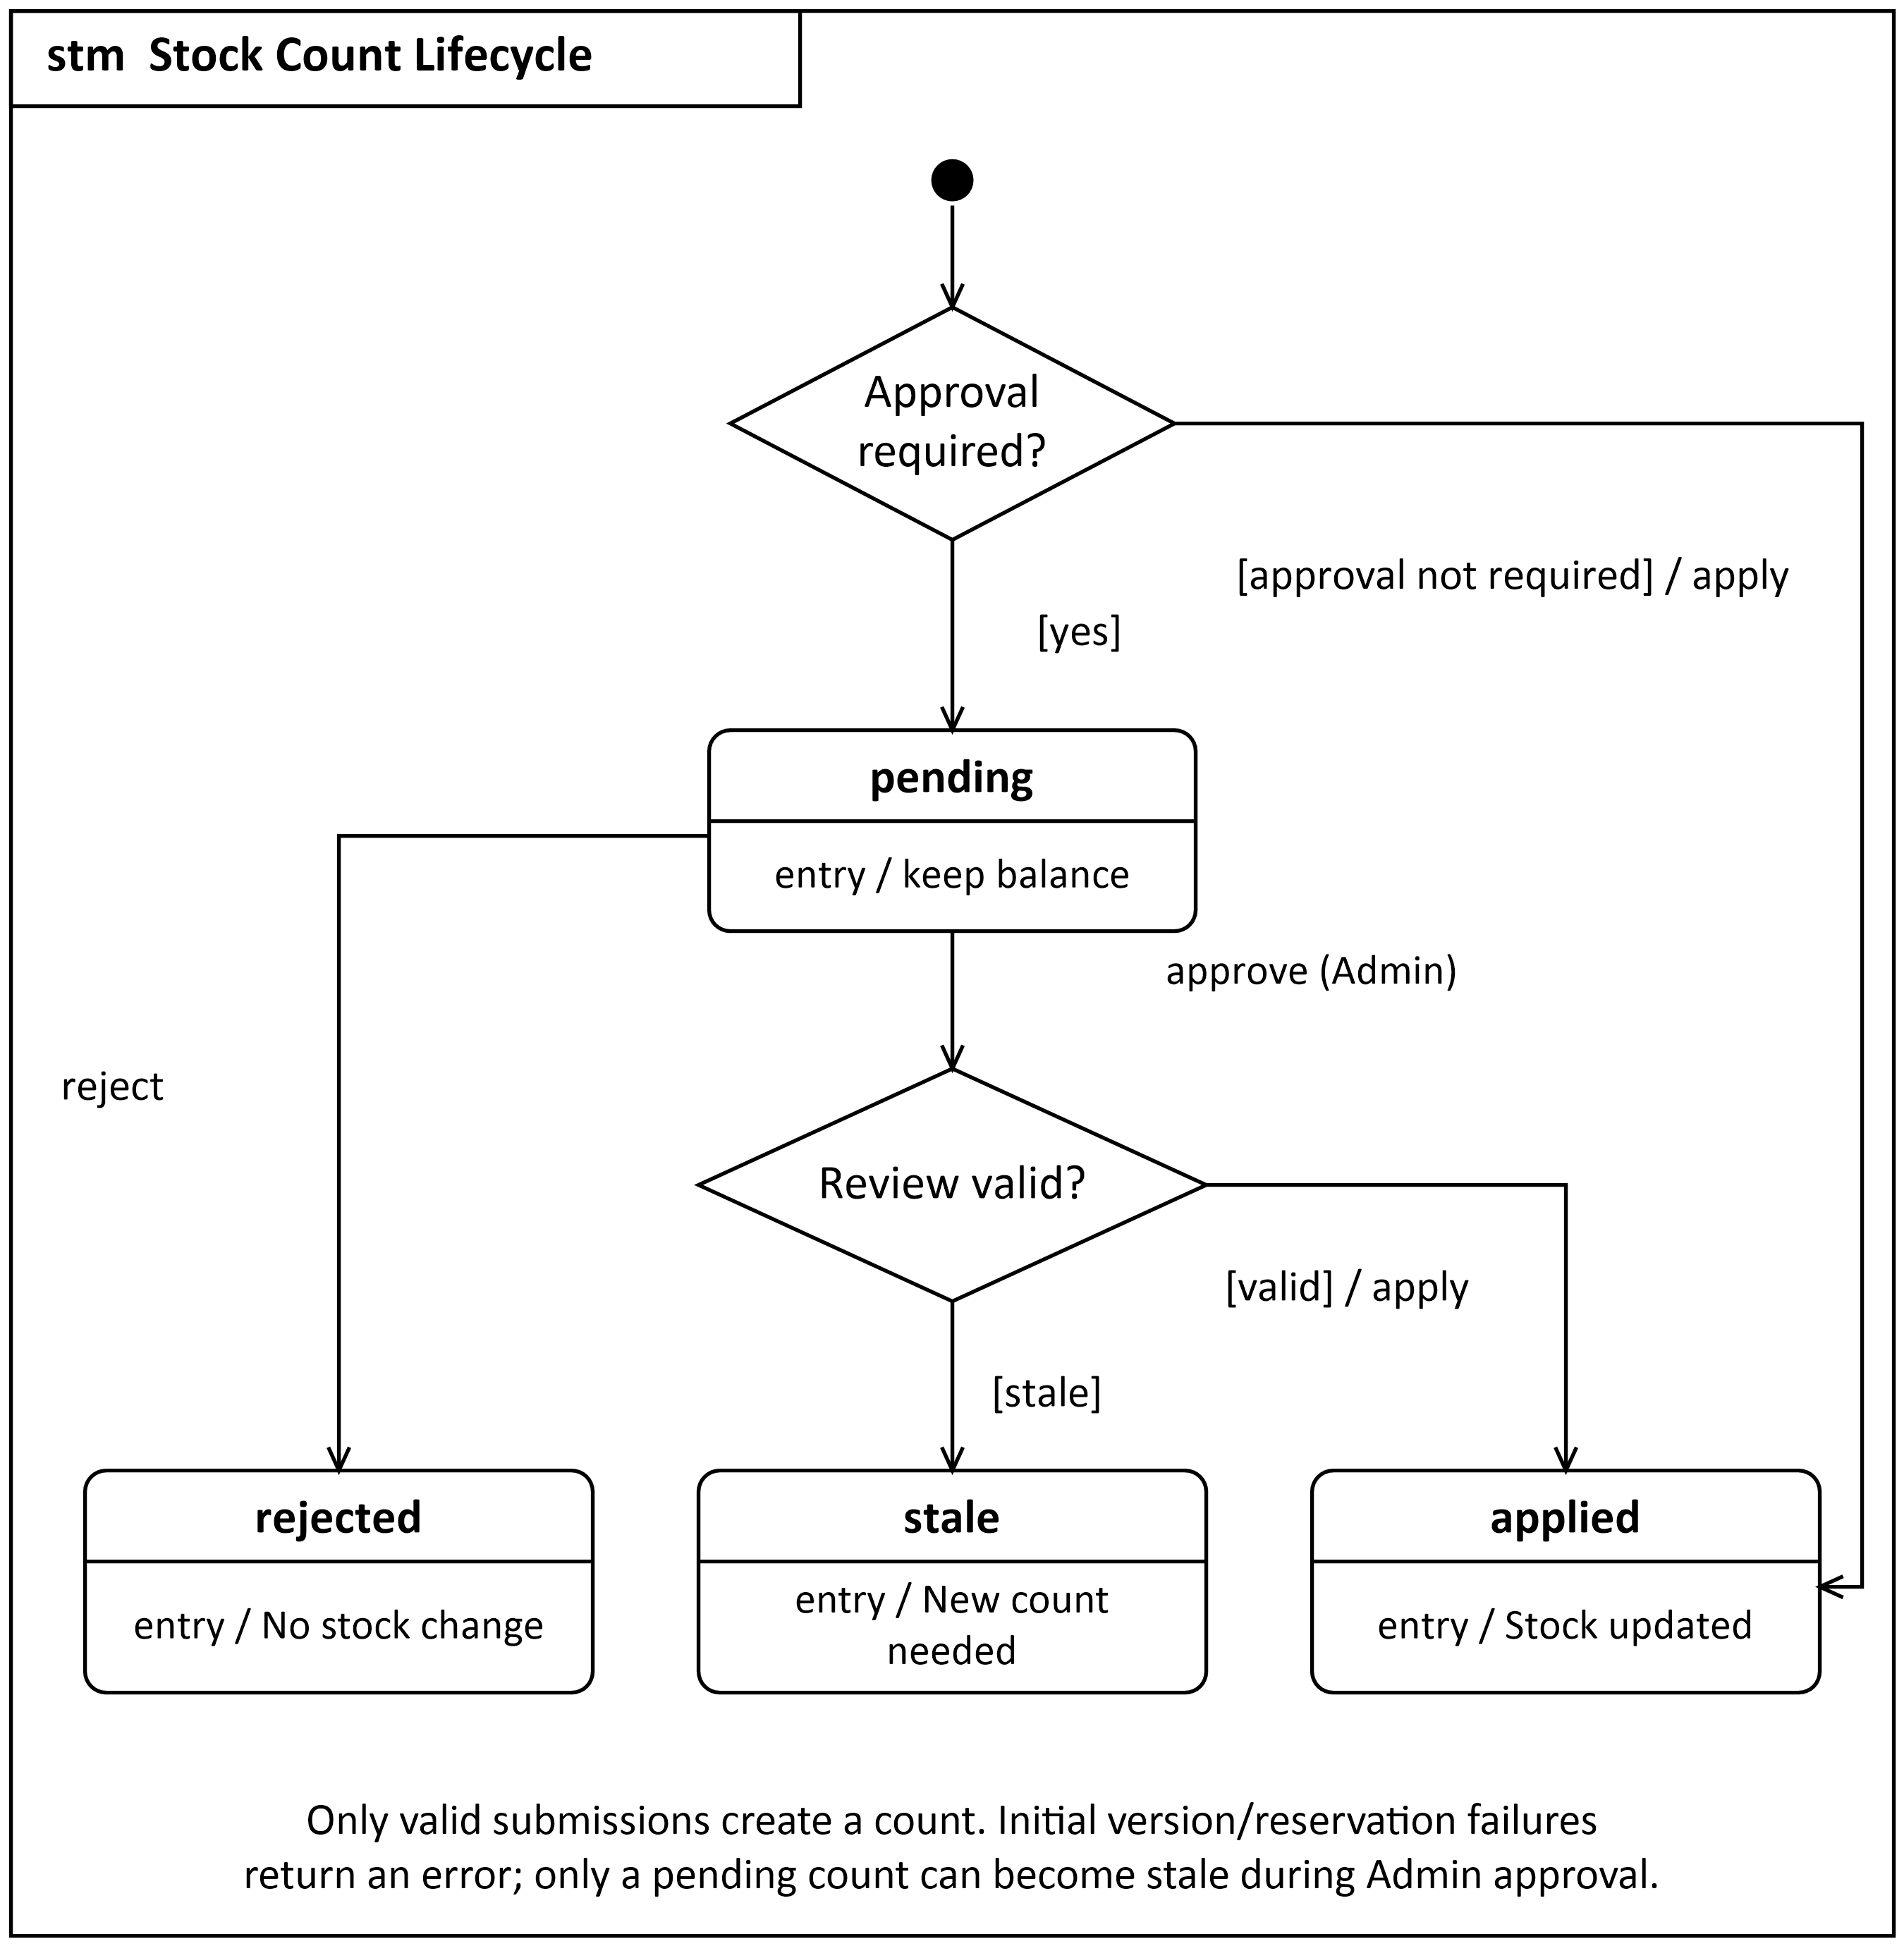 stm  Stock Count Lifecycle
Approval
required?
[approval not required] / apply
[yes]
pending
entry / keep balance
approve (Admin)
reject
Review valid?
[valid] / apply
[stale]
rejected
entry / No stock change
stale
entry / New count
needed
applied
entry / Stock updated
Only valid submissions create a count. Initial version/reservation failures
return an error; only a pending count can become stale during Admin approval.